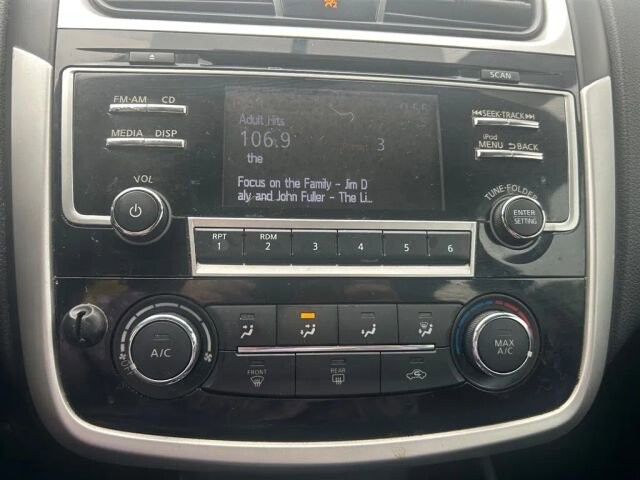 SCAN
FM·AM CD
MEDIA DISP
VOL
Adult Hits
106.9
3
the
Focus on the Family - Jim D
aly and John Fuller - The Li...
SEEK·TRACK
iPod
MENU BACK
TUNE·FOLDER
ENTER
SETTING
RPT
1
RDM
2
3
4
5
6
A/C
MAX
A/C
FRONT
REAR